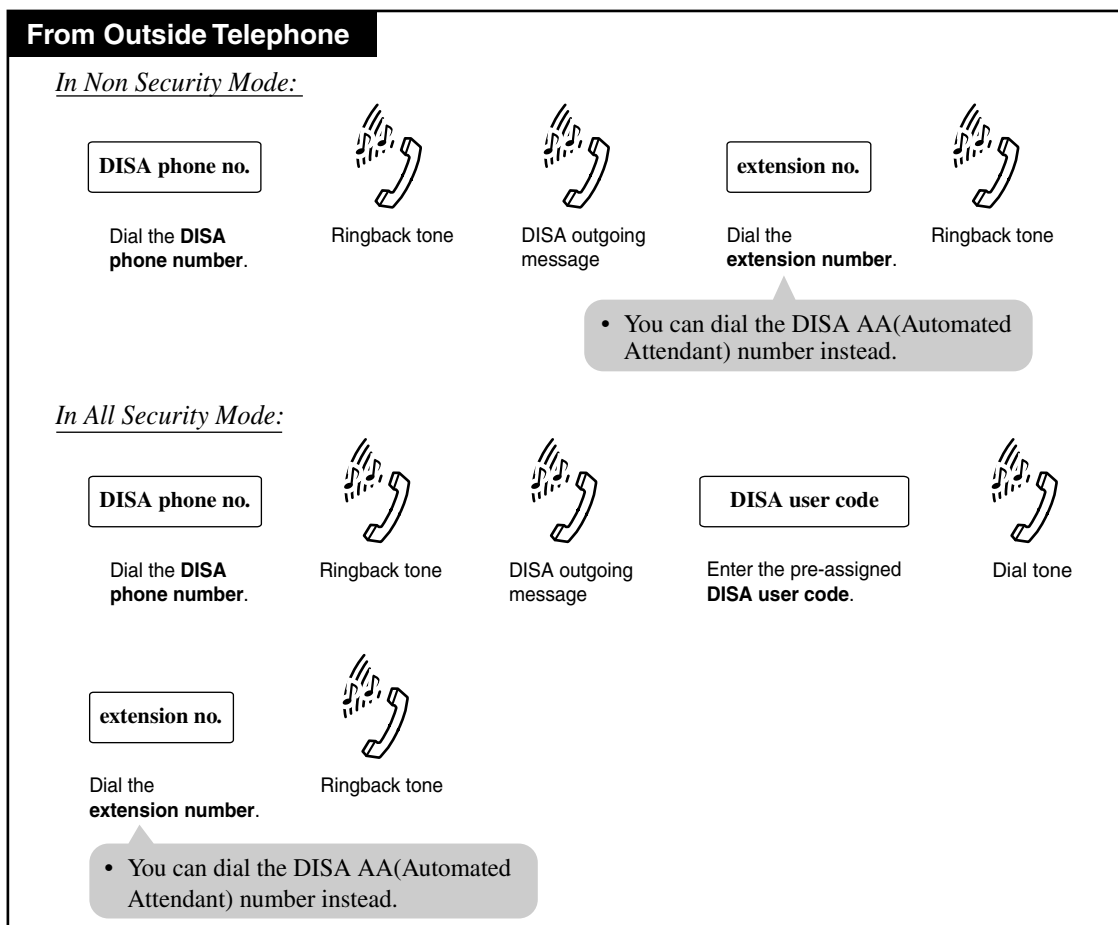 From Outside Telephone
In Non Security Mode:
DISA phone no.
Dial the DISA
phone number.
Ringback tone
DISA outgoing
message
extension no.
Dial the
extension number.
Ringback tone
• You can dial the DISA AA(Automated
Attendant) number instead.
In All Security Mode:
DISA phone no.
Dial the DISA
phone number.
Ringback tone
DISA outgoing
message
DISA user code
Enter the pre-assigned
DISA user code.
Dial tone
extension no.
Dial the
extension number.
Ringback tone
• You can dial the DISA AA(Automated
Attendant) number instead.